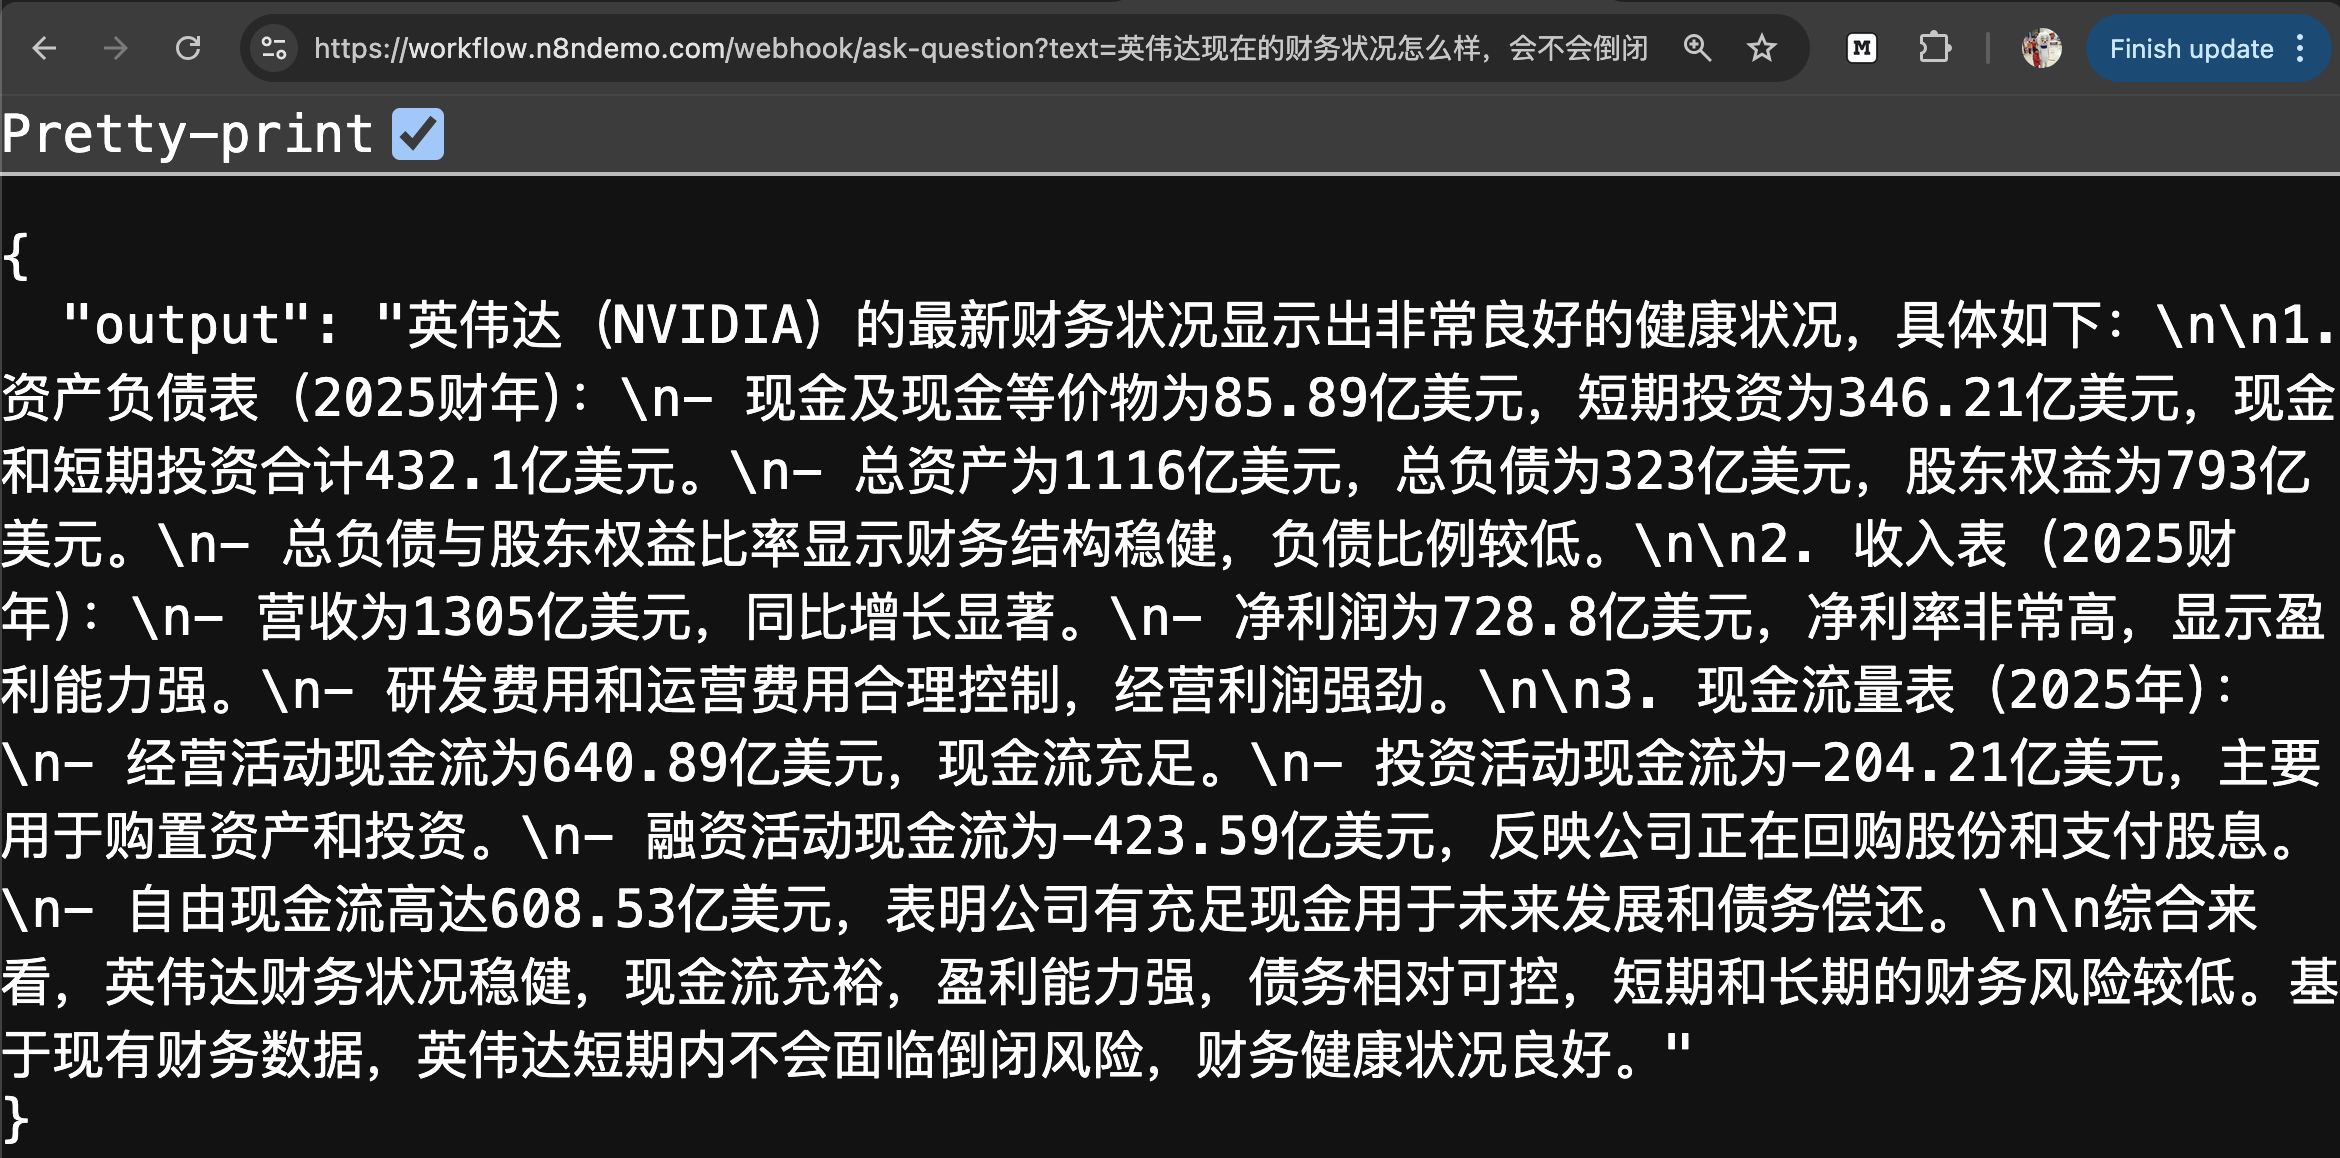 https://workflow.n8ndemo.com/webhook/ask-question?text=英伟达现在的财务状况怎么样，会不会倒闭
M
Finish update
Pretty-print
{
"output": "英伟达（NVIDIA）的最新财务状况显示出非常良好的健康状况，具体如下：\n\n1.
资产负债表（2025财年）：\n- 现金及现金等价物为85.89亿美元，短期投资为346.21亿美元，现金
和短期投资合计432.1亿美元。\n- 总资产为1116亿美元，总负债为323亿美元，股东权益为793亿
美元。\n- 总负债与股东权益比率显示财务结构稳健，负债比例较低。\n\n2. 收入表（2025财
年）：\n- 营收为1305亿美元，同比增长显著。\n- 净利润为728.8亿美元，净利率非常高，显示盈
利能力强。\n- 研发费用和运营费用合理控制，经营利润强劲。\n\n3. 现金流量表（2025年）：
\n- 经营活动现金流为640.89亿美元，现金流充足。\n- 投资活动现金流为-204.21亿美元，主要
用于购置资产和投资。\n- 融资活动现金流为-423.59亿美元，反映公司正在回购股份和支付股息。
\n- 自由现金流高达608.53亿美元，表明公司有充足现金用于未来发展和债务偿还。\n\n综合来
看，英伟达财务状况稳健，现金流充裕，盈利能力强，债务相对可控，短期和长期的财务风险较低。基
于现有财务数据，英伟达短期内不会面临倒闭风险，财务健康状况良好。"
}